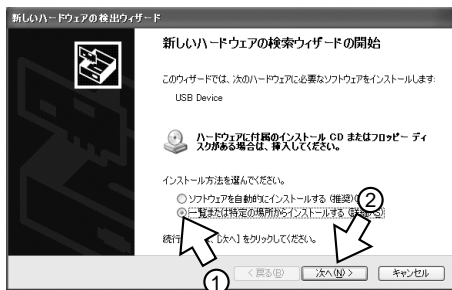 新しいハードウェアの検出ウィザード
新しいハードウェアの検索ウィザードの開始
このウィザードでは、次のハードウェアに必要なソフトウェアをインストールします:
USB Device
ハードウェアに付属のインストール CD またはフロッピー ディ
スクがある場合は、挿入してください。
インストール方法を選んでください。
ソフトウェアを自動的にインストールする (推奨)
一覧または特定の場所からインストールする (詳細)(S)
②
続行 、[次へ] をクリックしてください。
①
< 戻る(B)
次へ(N) >
キャンセル